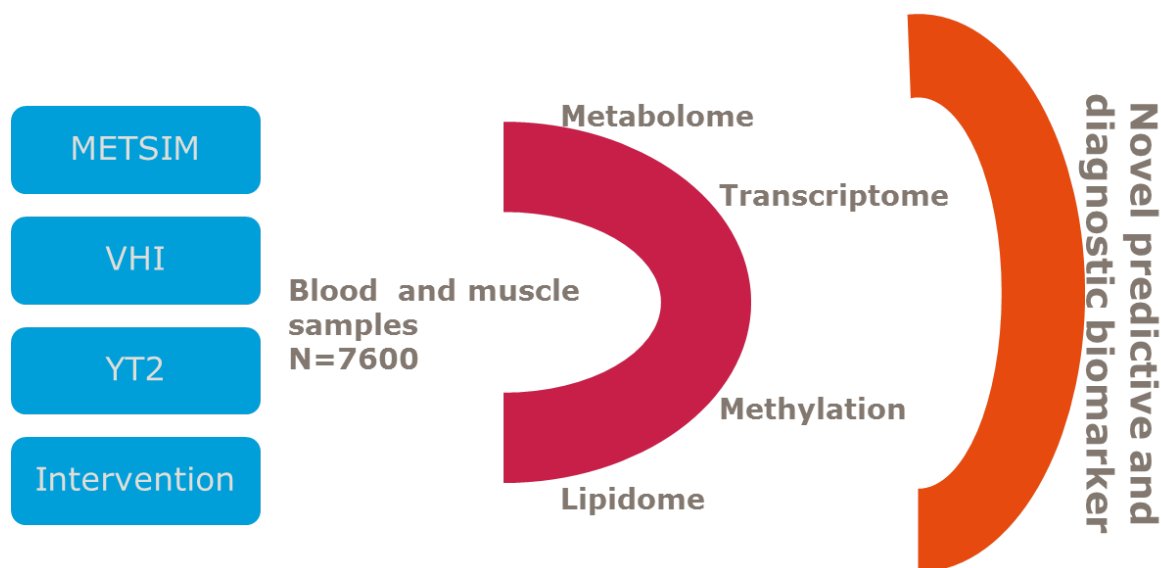 METSIM
VHI
YT2
Intervention
Blood  and muscle
samples
N=7600
Metabolome
Transcriptome
Methylation
Lipidome
Novel predictive and
diagnostic biomarker